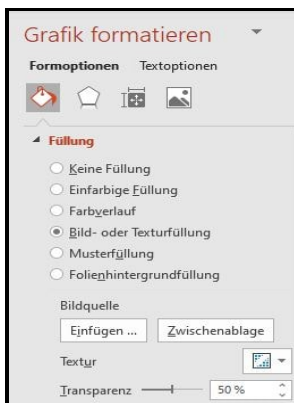 Grafik formatieren
Formoptionen Textoptionen
Füllung
Keine Füllung
Einfarbige Füllung
Farbverlauf
Bild- oder Texturfüllung
Musterfüllung
Folienhintergrundfüllung
Bildquelle
Einfügen ... Zwischenablage
Textur
Transparenz 50 %